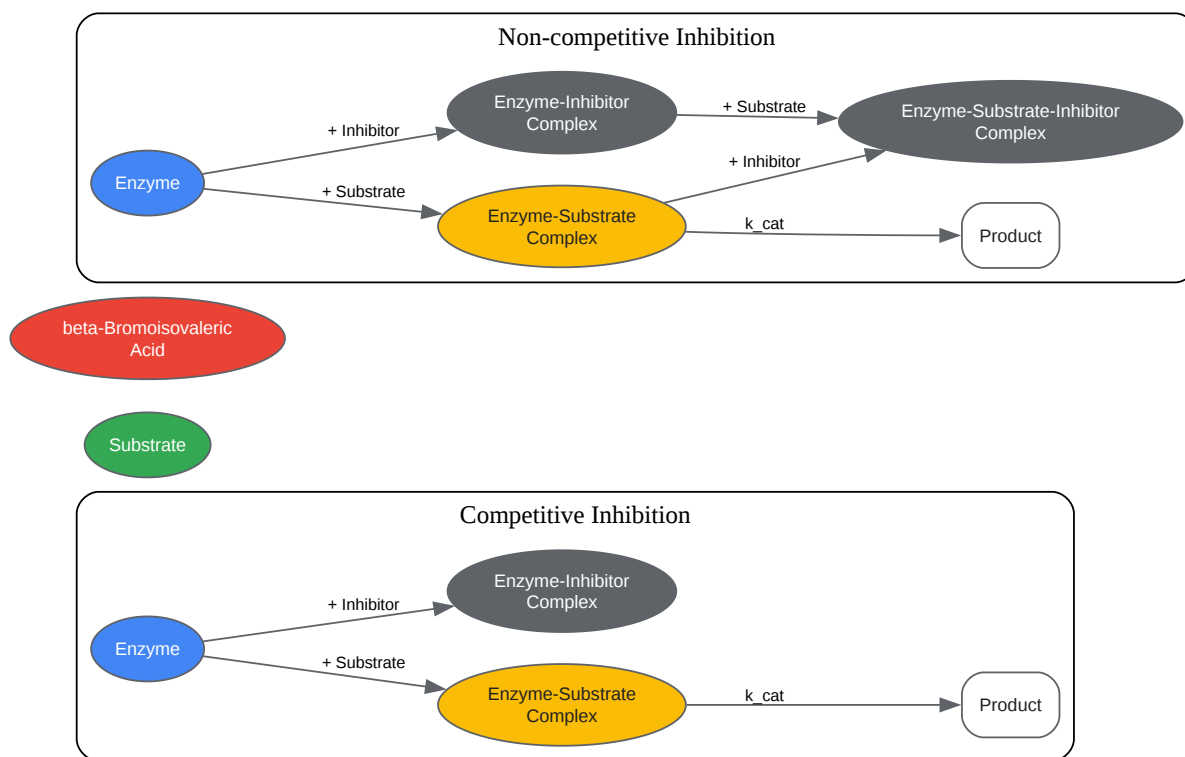 Non-competitive Inhibition
Enzyme-Inhibitor
Complex
+ Substrate
Enzyme-Substrate-Inhibitor
Complex
+ Inhibitor
+ Inhibitor
Enzyme
+ Substrate
Enzyme-Substrate
Complex
k_cat
Product
beta-Bromoisovaleric
Acid
Substrate
Competitive Inhibition
Enzyme-Inhibitor
Complex
+ Inhibitor
Enzyme
+ Substrate
Enzyme-Substrate
Complex
k_cat
Product